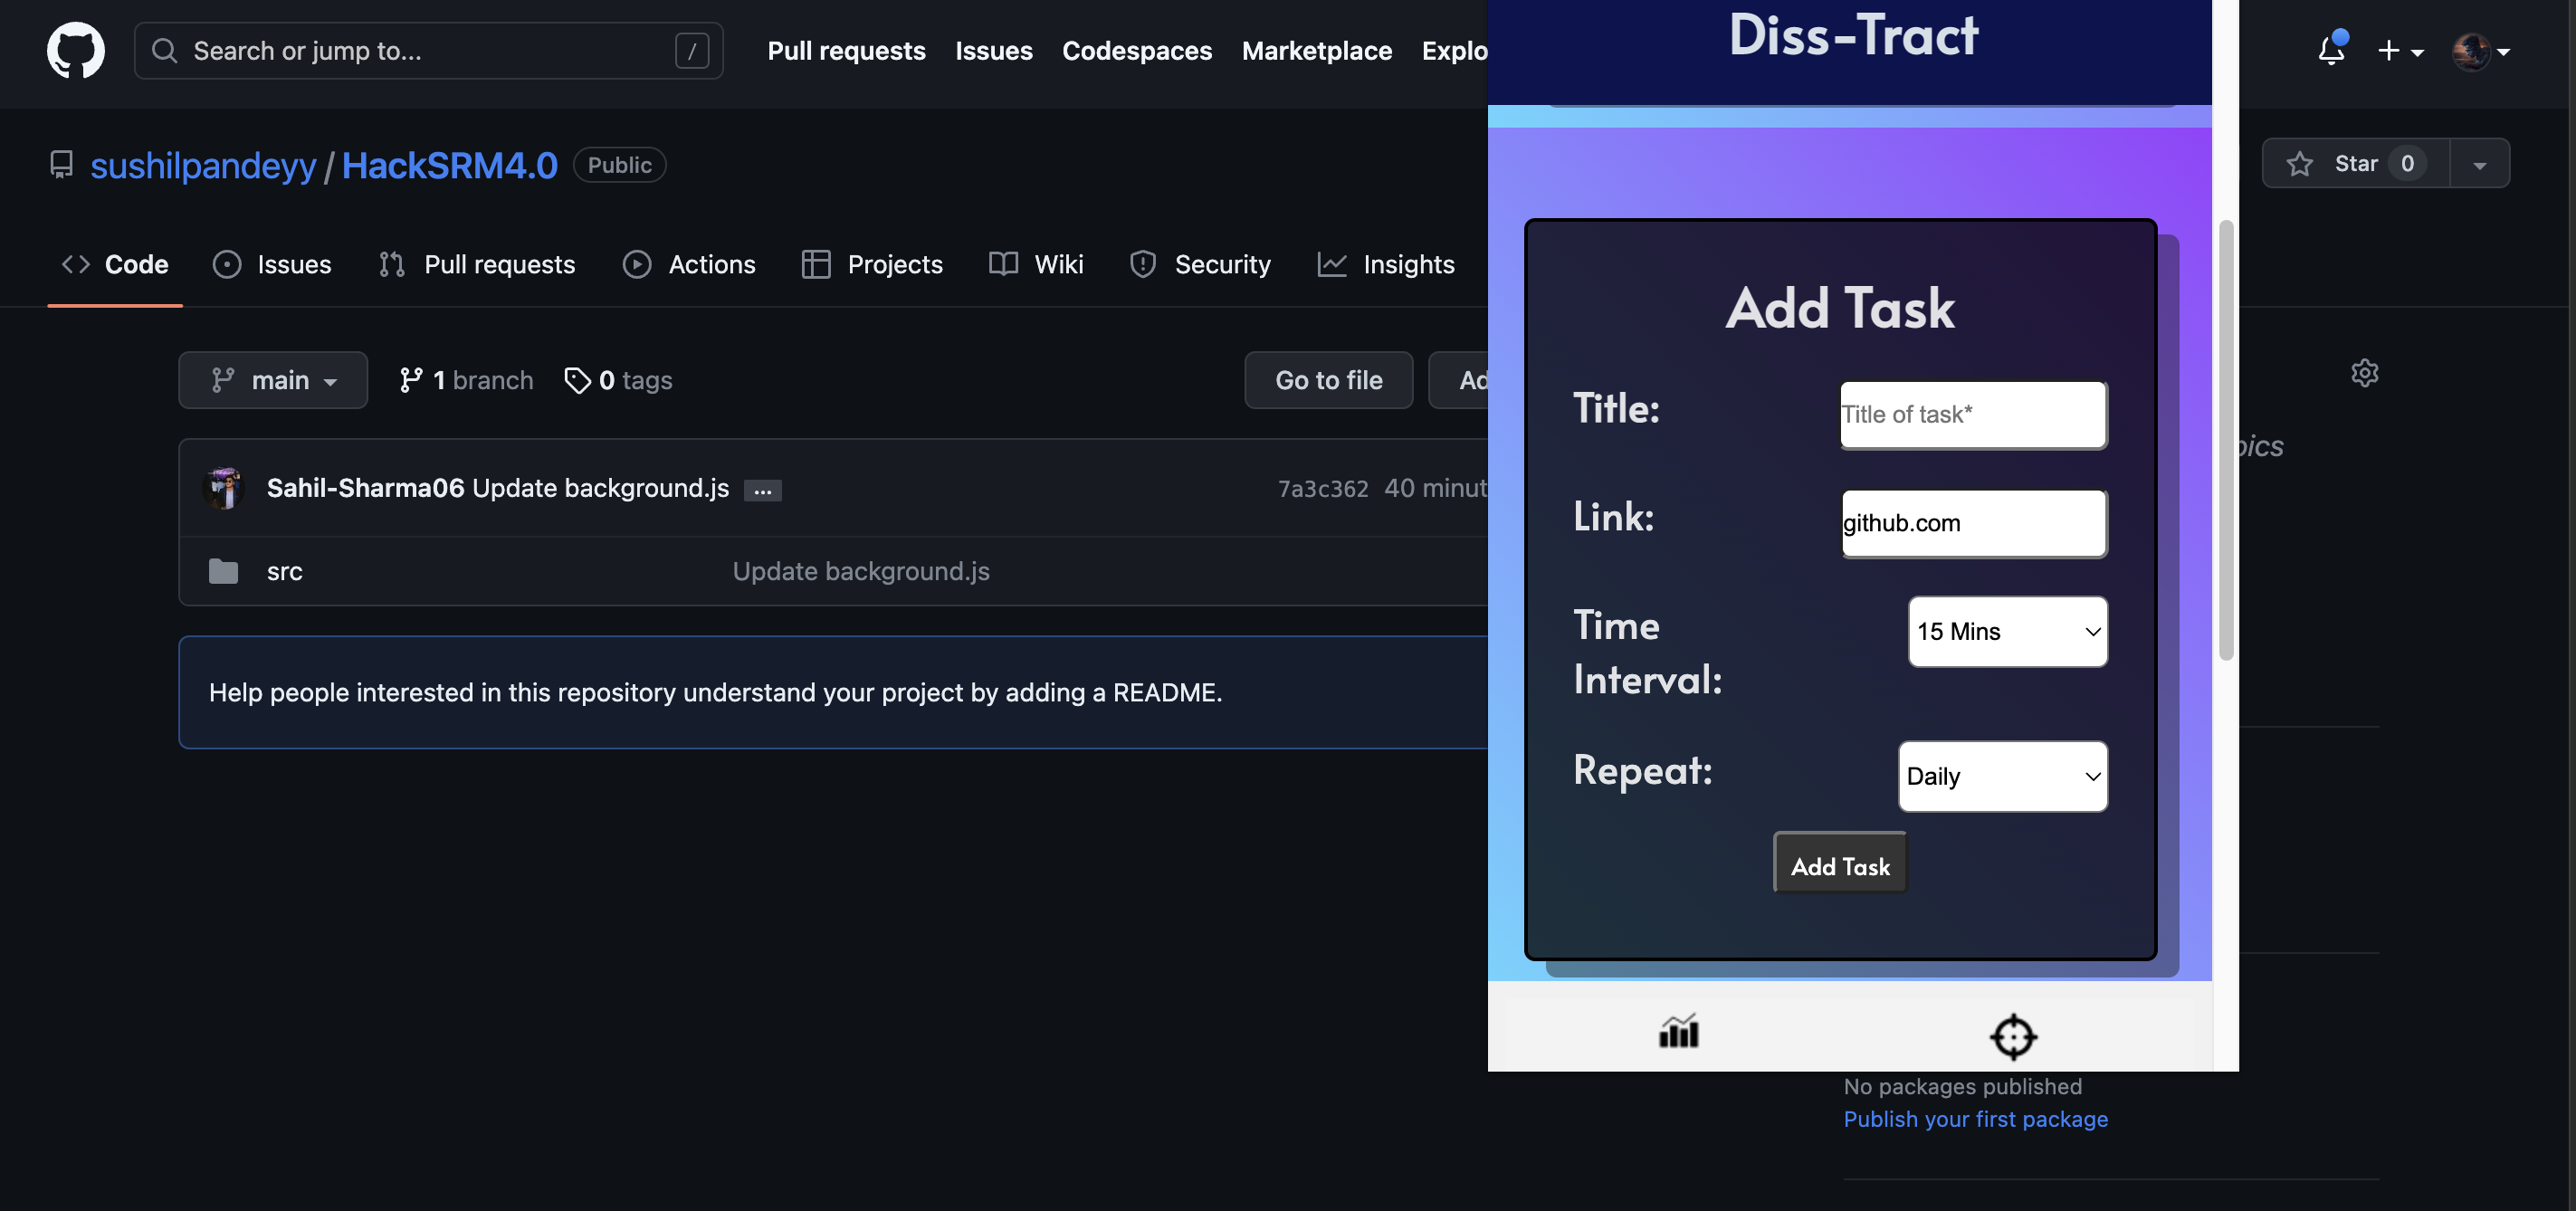 Search or jump to... / Pull requests Issues Codespaces Marketplace Explo
sushilpandeyy / HackSRM4.0 Public
Star 0
Code Issues Pull requests Actions Projects Wiki Security Insights
main 1 branch 0 tags Go to file Ad
Sahil-Sharma06 Update background.js ... 7a3c362 40 minut
src Update background.js
Help people interested in this repository understand your project by adding a README.
Diss-Tract
Add Task
Title: Title of task*
Link: github.com
Time Interval: 15 Mins
Repeat: Daily
Add Task
pics
No packages published
Publish your first package